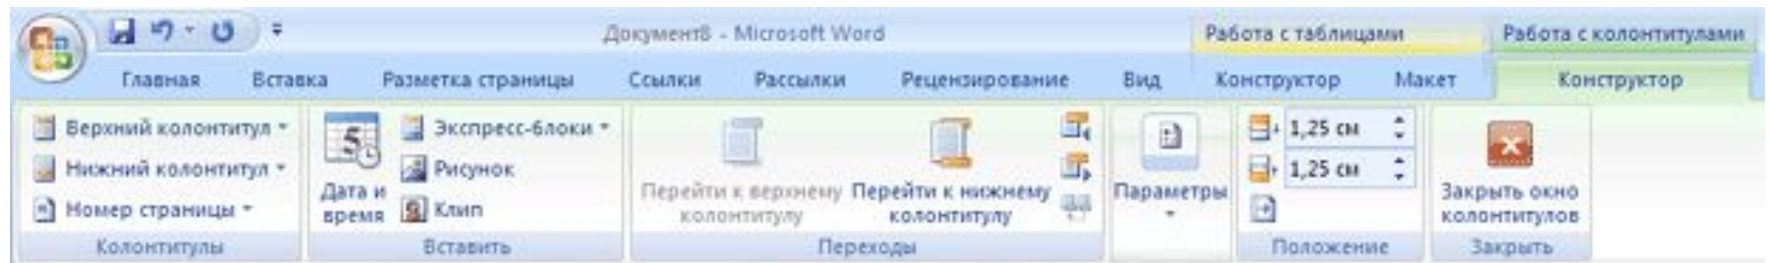 Документ8 - Microsoft Word
Работа с таблицами
Работа с колонтитулами
Главная Вставка Разметка страницы Ссылки Рассылки Рецензирование Вид Конструктор Макет Конструктор
Верхний колонтитул
Нижний колонтитул
Номер страницы
Колонтитулы
5
Дата и
время
Экспресс-блоки
Рисунок
Клип
Вставить
Перейти к верхнему
колонтитулу
Перейти к нижнему
колонтитулу
Переходы
Параметры
1,25 см
1,25 см
Положение
Закрыть окно
колонтитулов
Закрыть